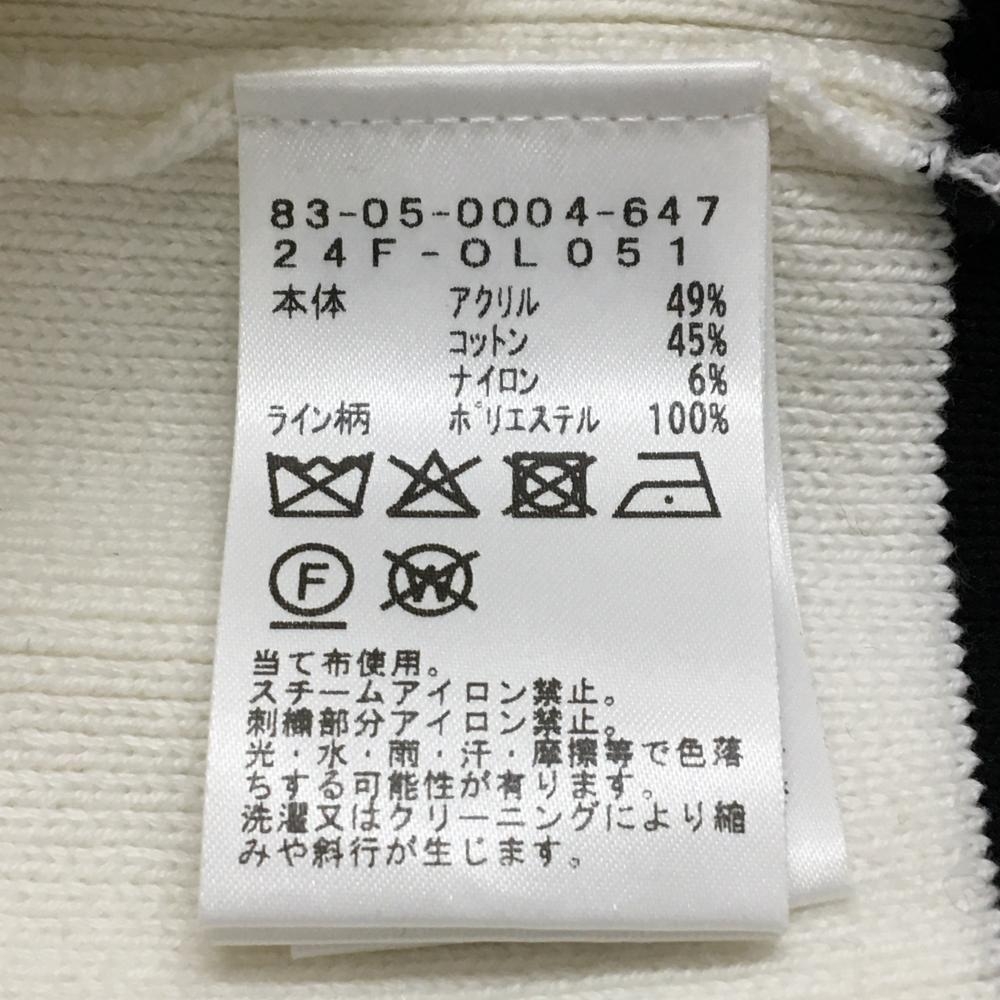 83-05-0004-647
24F-OL051
本体 アクリル 49%
コットン 45%
ナイロン 6%
ライン柄 ポリエステル 100%
F
W
当て布使用。
スチームアイロン禁止。
刺繍部分アイロン禁止。
光・水・雨・汗・摩擦等で色落
ちする可能性が有ります。
洗濯又はクリーニングにより縮
みや斜行が生じます。